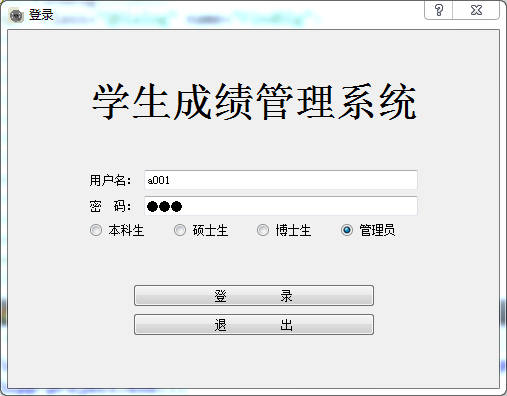 登录
学生成绩管理系统
用户名： a001
密 码： ●●●
本科生 硕士生 博士生 管理员
登 录
退 出